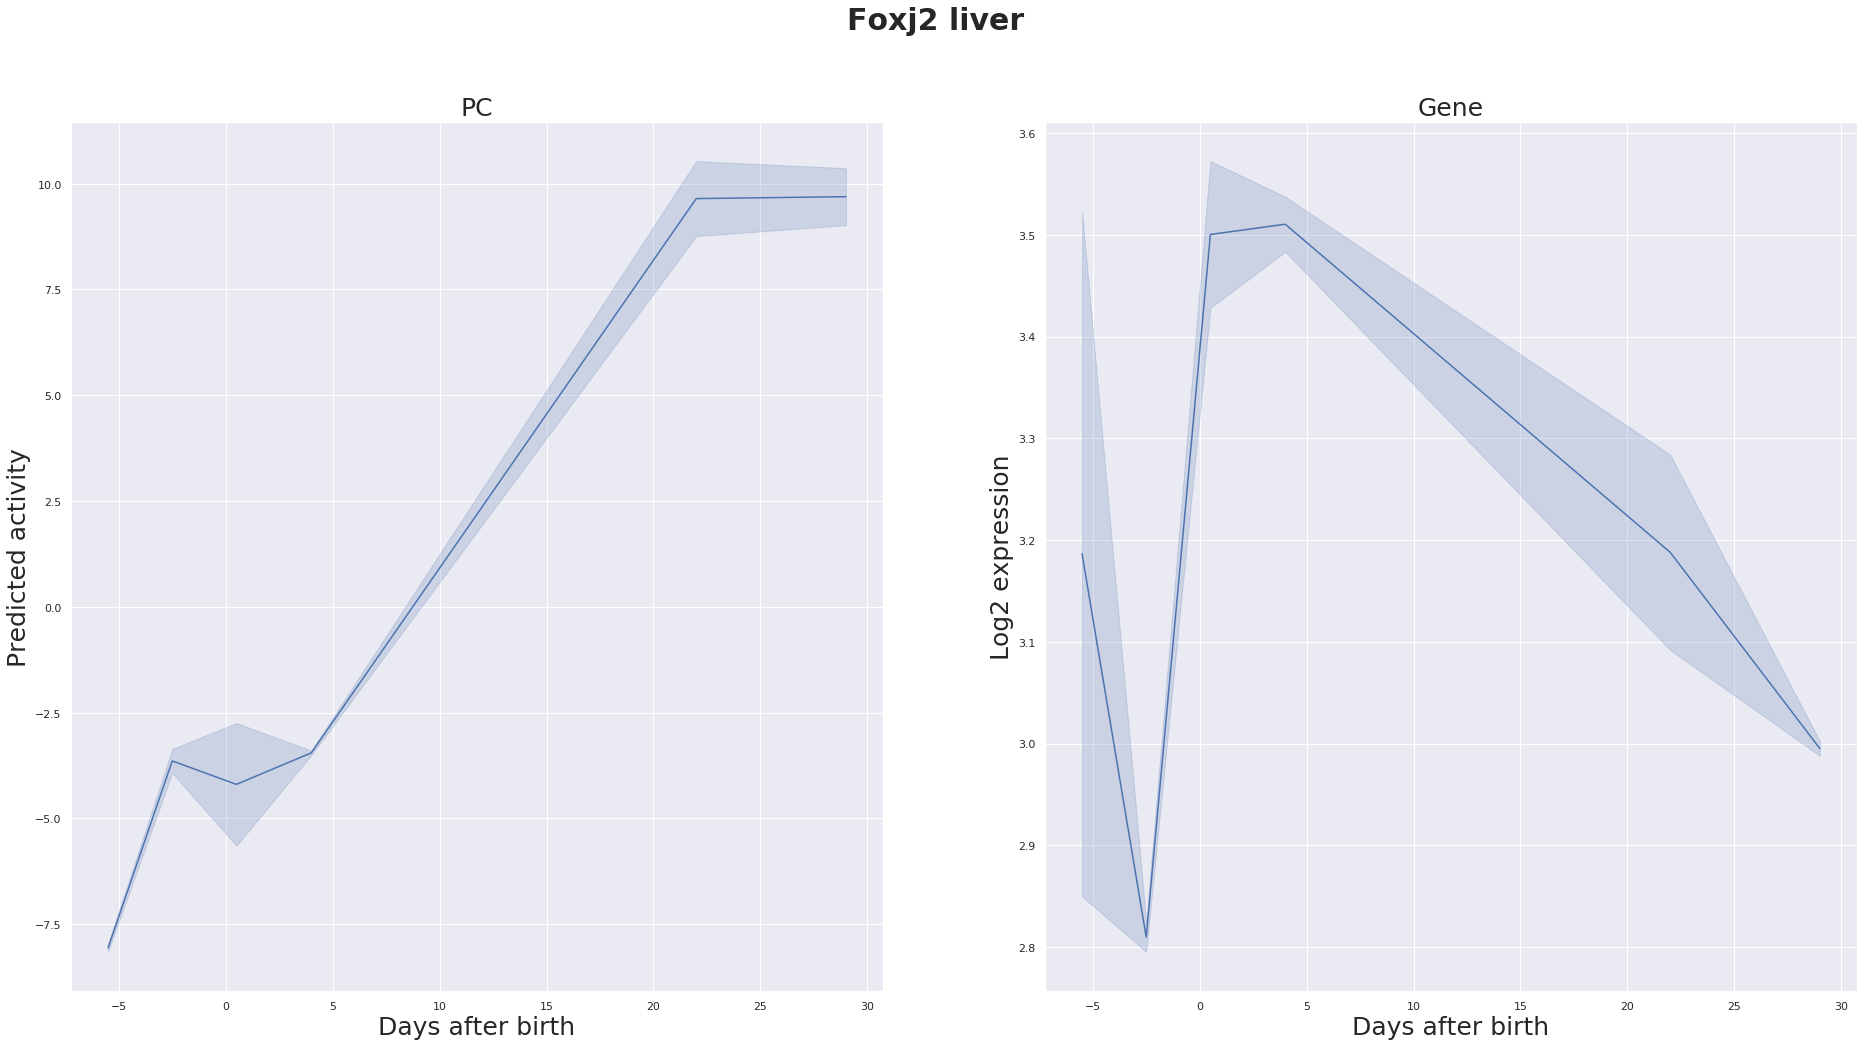 Foxj2 liver
PC
Predicted activity
10.0
7.5
5.0
2.5
0.0
−2.5
−5.0
−7.5
−5 0 5 10 15 20 25 30
Days after birth
Gene
Log2 expression
3.6
3.5
3.4
3.3
3.2
3.1
3.0
2.9
2.8
−5 0 5 10 15 20 25 30
Days after birth